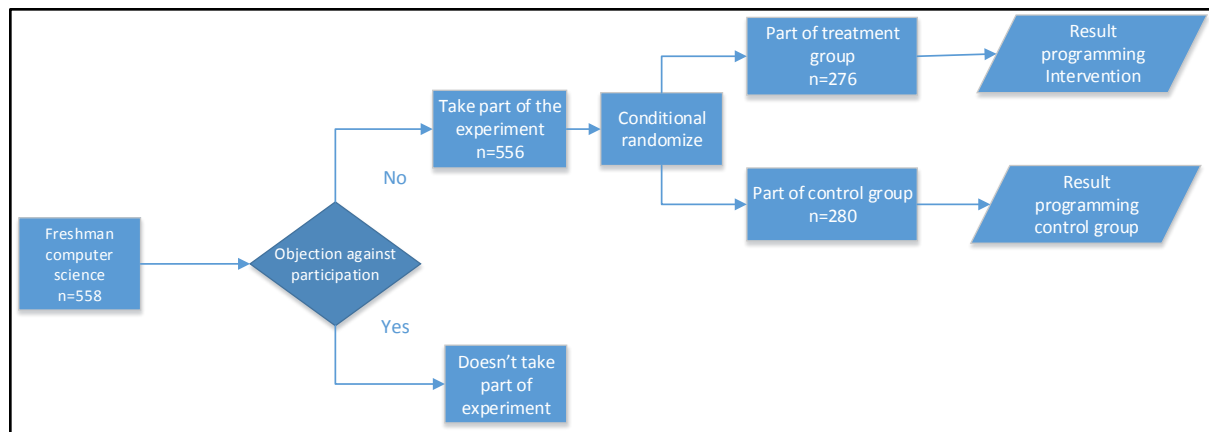 Freshman
computer
science
n=558
Objection against
participation
No
Yes
Take part of the
experiment
n=556
Doesn't take
part of
experiment
Conditional
randomize
Part of treatment
group
n=276
Part of control group
n=280
Result
programming
Intervention
Result
programming
control group